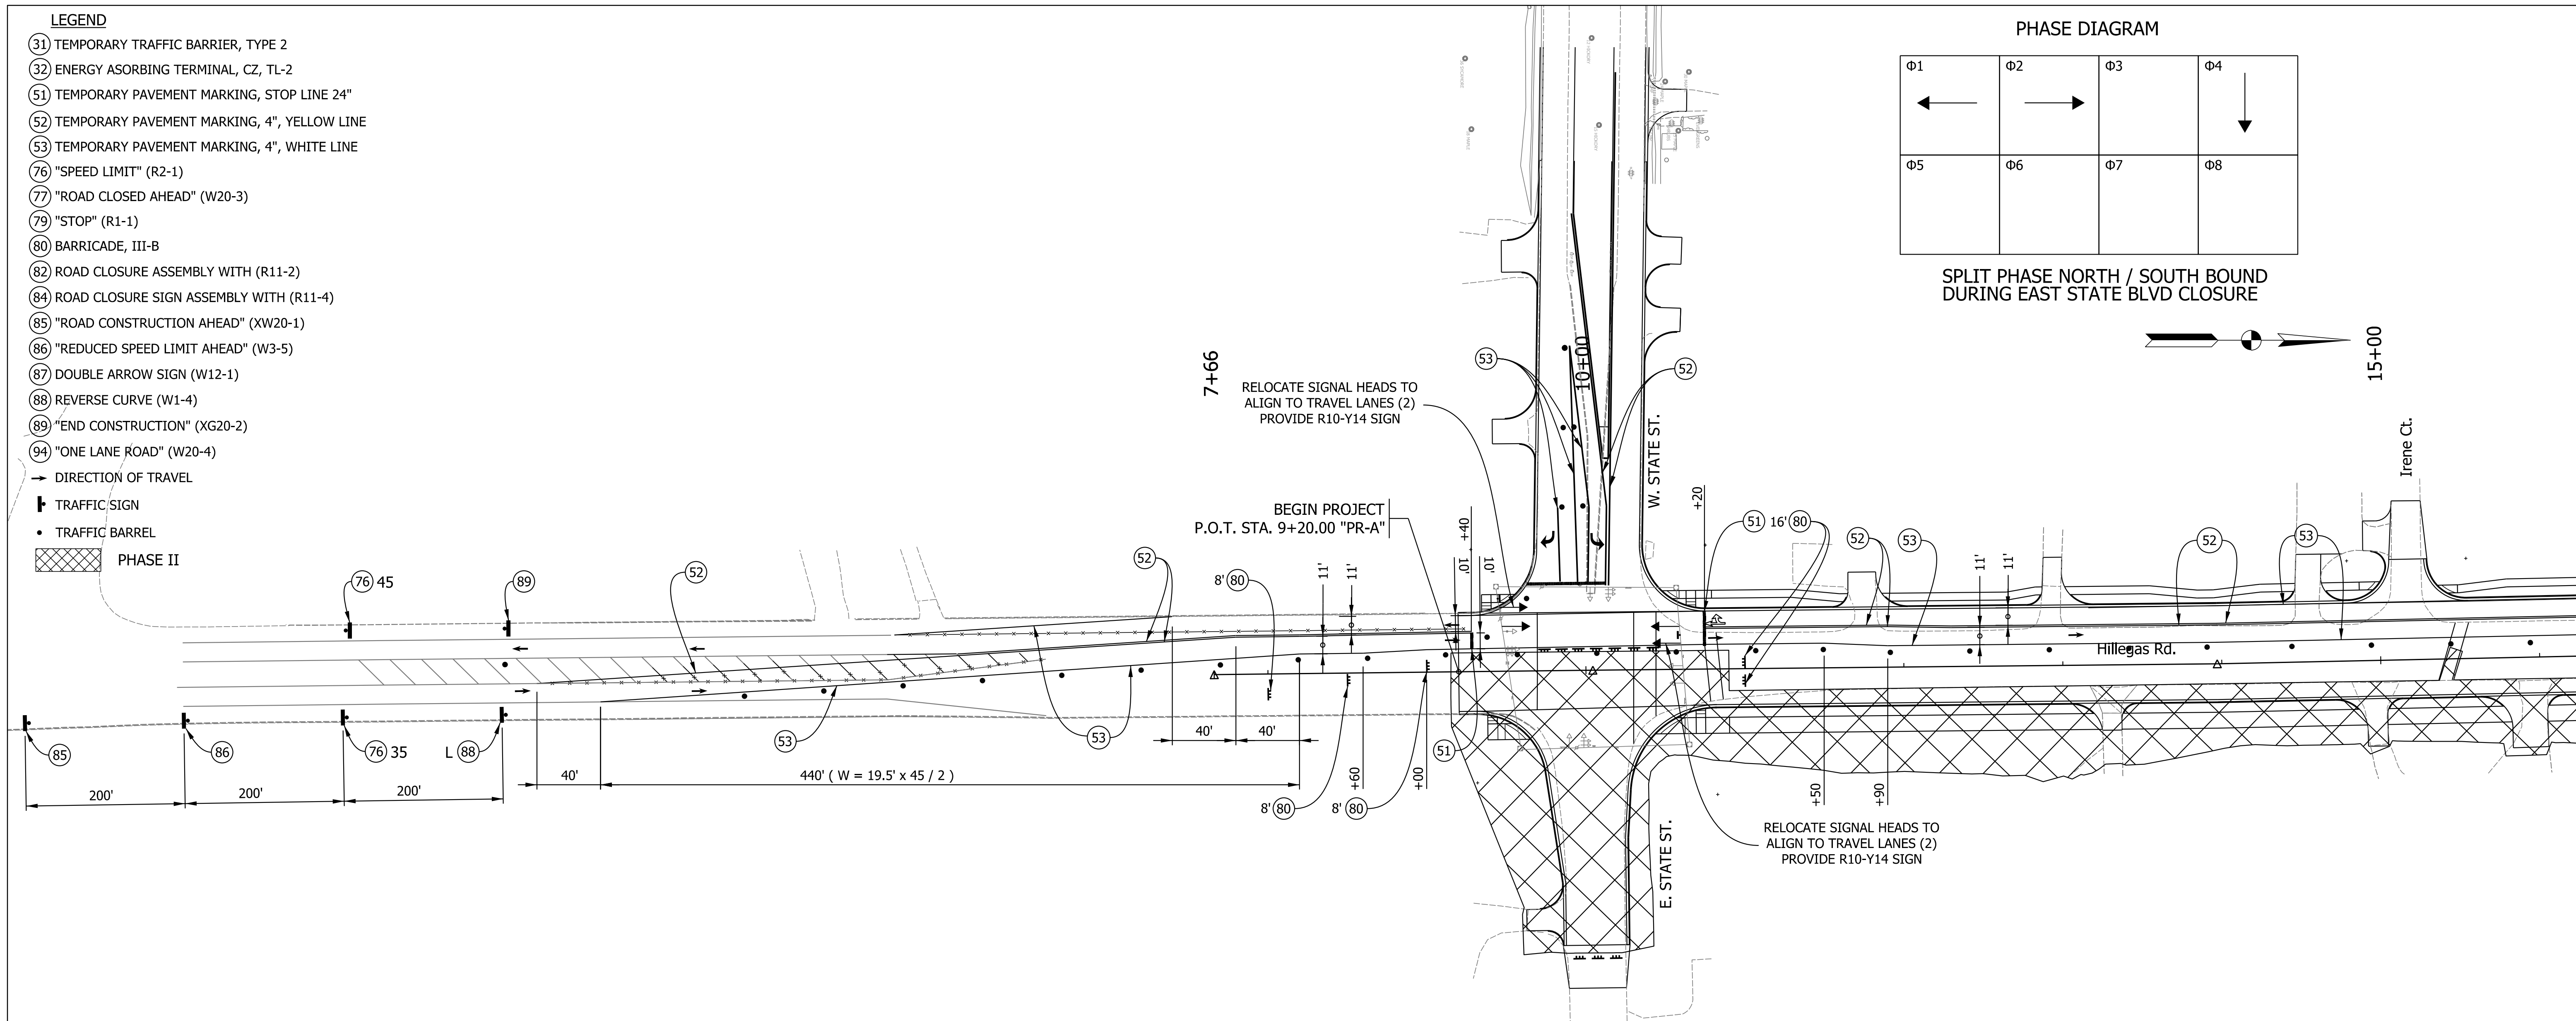 LEGEND
31 TEMPORARY TRAFFIC BARRIER, TYPE 2
32 ENERGY ASORBING TERMINAL, CZ, TL-2
51 TEMPORARY PAVEMENT MARKING, STOP LINE 24"
52 TEMPORARY PAVEMENT MARKING, 4", YELLOW LINE
53 TEMPORARY PAVEMENT MARKING, 4", WHITE LINE
76 "SPEED LIMIT" (R2-1)
77 "ROAD CLOSED AHEAD" (W20-3)
79 "STOP" (R1-1)
80 BARRICADE, III-B
82 ROAD CLOSURE ASSEMBLY WITH (R11-2)
84 ROAD CLOSURE SIGN ASSEMBLY WITH (R11-4)
85 "ROAD CONSTRUCTION AHEAD" (XW20-1)
86 "REDUCED SPEED LIMIT AHEAD" (W3-5)
87 DOUBLE ARROW SIGN (W12-1)
88 REVERSE CURVE (W1-4)
89 "END CONSTRUCTION" (XG20-2)
94 "ONE LANE ROAD" (W20-4)
DIRECTION OF TRAVEL
TRAFFIC SIGN
TRAFFIC BARREL
PHASE II
PHASE DIAGRAM
Φ1 Φ2 Φ3 Φ4
Φ5 Φ6 Φ7 Φ8
SPLIT PHASE NORTH / SOUTH BOUND
DURING EAST STATE BLVD CLOSURE
7+66
10+00
15+00
RELOCATE SIGNAL HEADS TO
ALIGN TO TRAVEL LANES (2)
PROVIDE R10-Y14 SIGN
53
52
W. STATE ST.
Irene Ct.
BEGIN PROJECT
P.O.T. STA. 9+20.00 "PR-A"
+40
10'
10'
+20
51 16' 80
52
53
11'
11'
52
53
76 45
89
52
52
8' 80
11'
11'
Hillegas Rd.
85
86
76 35
L 88
53
53
40'
40'
51
200'
200'
200'
40'
440' ( W = 19.5' x 45 / 2 )
+60
+00
8' 80
8' 80
+50
+90
E. STATE ST.
RELOCATE SIGNAL HEADS TO
ALIGN TO TRAVEL LANES (2)
PROVIDE R10-Y14 SIGN